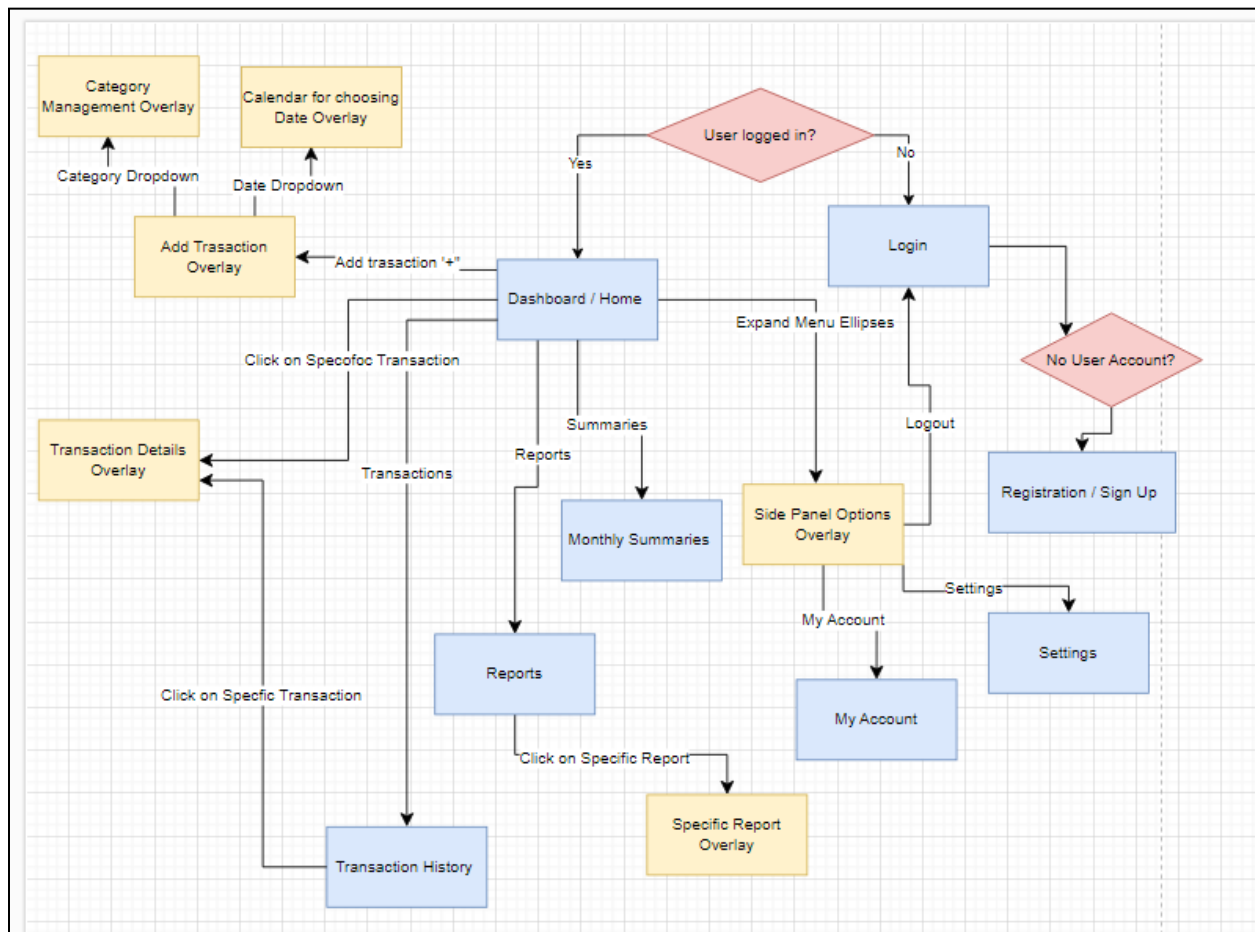 Category
Management Overlay
Calendar for choosing
Date Overlay
User logged in?
Yes
No
Category Dropdown
Date Dropdown
Add Trasaction
Overlay
Add trasaction '+"
Login
Dashboard / Home
Expand Menu Ellipses
Click on Specofoc Transaction
No User Account?
Summaries
Logout
Reports
Transaction Details
Overlay
Transactions
Registration / Sign Up
Monthly Summaries
Side Panel Options
Overlay
Settings
My Account
Settings
Reports
Click on Specfic Transaction
My Account
Click on Specific Report
Specific Report
Overlay
Transaction History